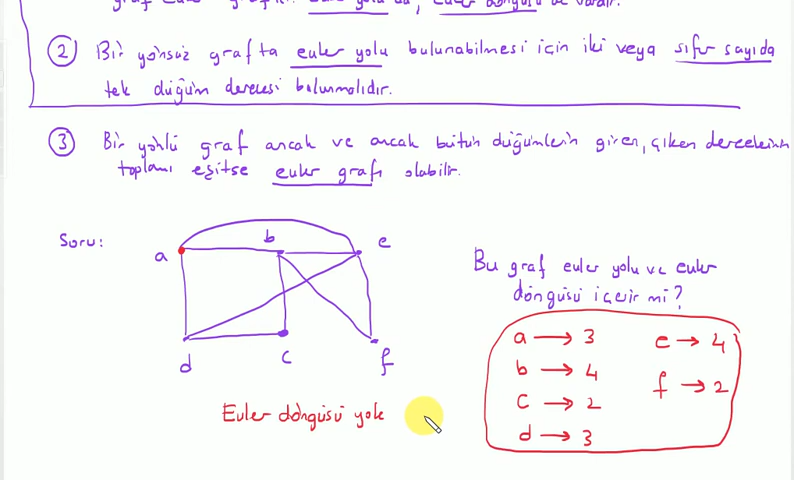 ② Bir yönsüz grafta euler yolu bulunabilmesi için iki veya sıfır sayıda
tek düğüm derecesi bulunmalıdır.
③ Bir yönlü graf ancak ve ancak bütün düğümlerin giren, çıken derecelerinin
toplamı eşitse euler grafı olabilir.
Soru:
a
b
e
d
c
f
Bu graf euler yolu ve euler
döngüsü içerir mi?
a → 3
e → 4
b → 4
f → 2
c → 2
d → 3
Euler döngüsü yok